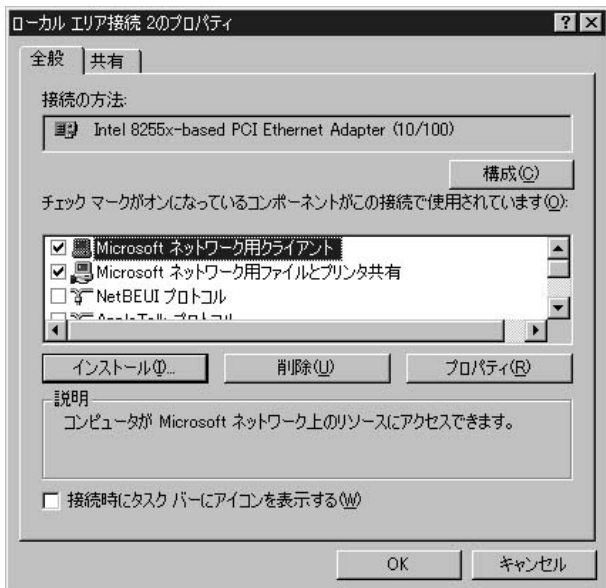 ローカル エリア接続 2のプロパティ
全般
共有
接続の方法:
Intel 8255x-based PCI Ethernet Adapter (10/100)
構成(C)
チェック マークがオンになっているコンポーネントがこの接続で使用されています(O):
Microsoft ネットワーク用クライアント
Microsoft ネットワーク用ファイルとプリンタ共有
NetBEUI プロトコル
AppleTalk プロトコル
インストール(I)...
削除(U)
プロパティ(R)
説明
コンピュータが Microsoft ネットワーク上のリソースにアクセスできます。
接続時にタスク バーにアイコンを表示する(W)
OK
キャンセル